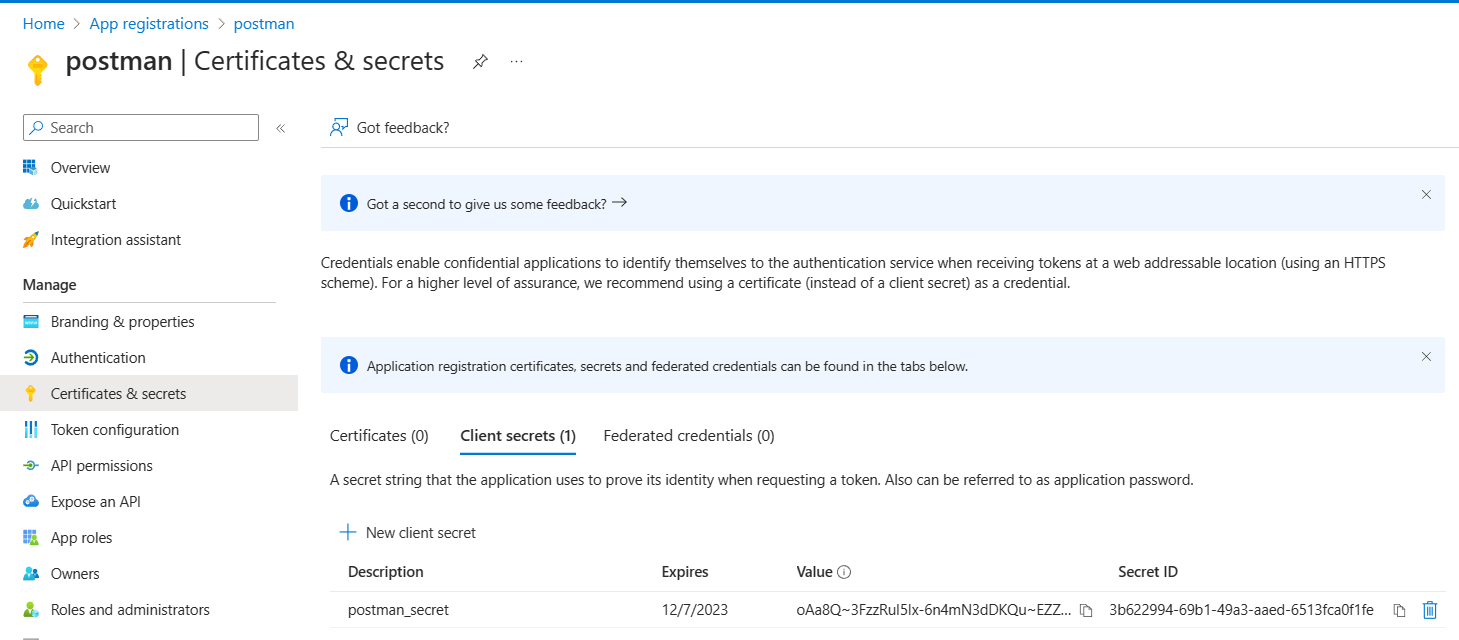 Home > App registrations > postman
postman | Certificates & secrets ...
Search «
Overview
Quickstart
Integration assistant
Manage
Branding & properties
Authentication
Certificates & secrets
Token configuration
API permissions
Expose an API
App roles
Owners
Roles and administrators
Got feedback?
Got a second to give us some feedback? →
Credentials enable confidential applications to identify themselves to the authentication service when receiving tokens at a web addressable location (using an HTTPS
scheme). For a higher level of assurance, we recommend using a certificate (instead of a client secret) as a credential.
Application registration certificates, secrets and federated credentials can be found in the tabs below.
Certificates (0) Client secrets (1) Federated credentials (0)
A secret string that the application uses to prove its identity when requesting a token. Also can be referred to as application password.
New client secret
Description Expires Value Secret ID
postman_secret 12/7/2023 oAa8Q~3FzzRuI5Ix-6n4mN3dDKQu~EZZ... 3b622994-69b1-49a3-aaed-6513fca0f1fe